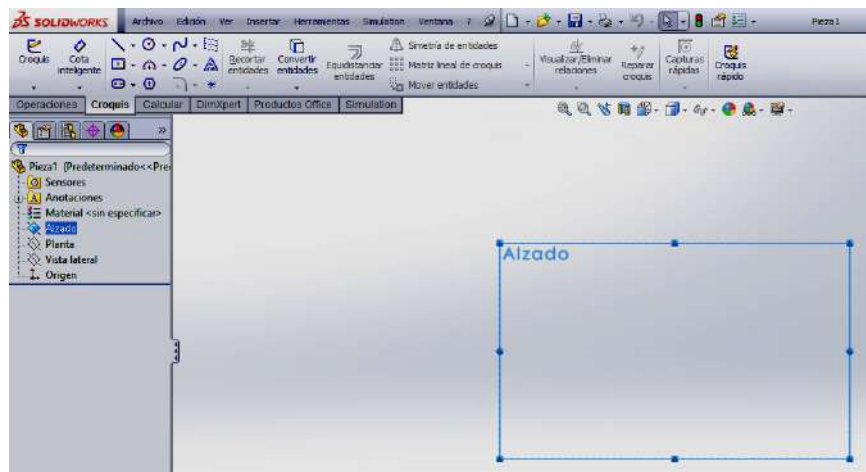 SOLIDWORKS Archivo Edición Ver Insertar Herramientas Simulation Ventana ? Pieza1
Croquis
Cota inteligente
Recortar entidades
Convertir entidades
Equidistanciar entidades
Simetría de entidades
Matriz lineal de croquis
Mover entidades
Visualizar/Eliminar relaciones
Reparar croquis
Capturas rápidas
Croquis rápido
Operaciones Croquis Calcular DimXpert Productos Office Simulation
Pieza1 (Predeterminado<<Pre
Sensores
Anotaciones
Material <sin especificar>
Alzado
Planta
Vista lateral
Origen
Alzado